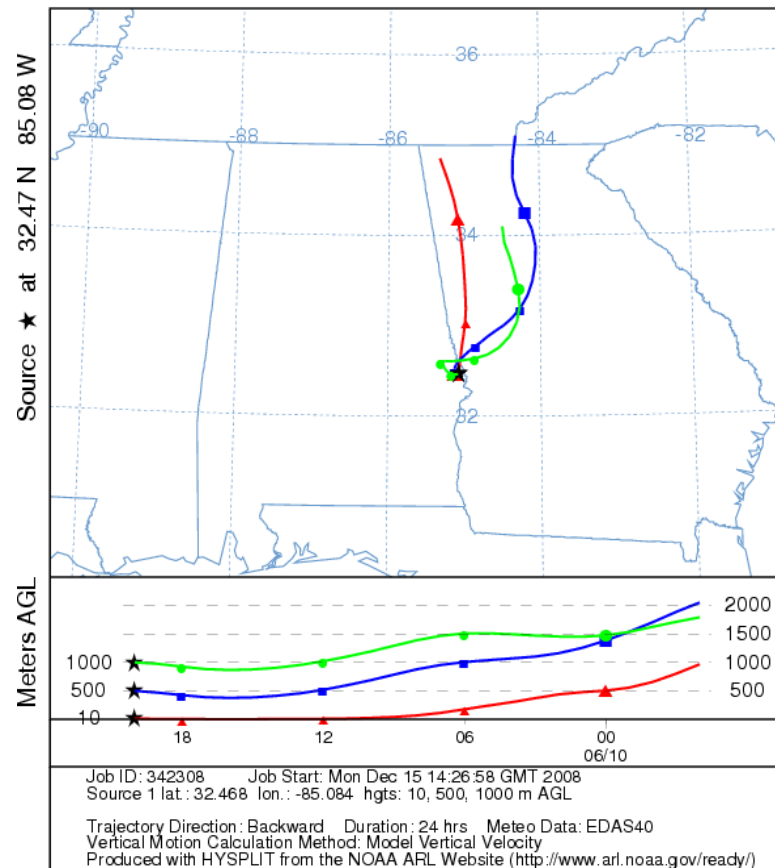 Source ★ at 32.47 N 85.08 W
36
-90
-88
-86
-84
-82
34
32
Meters AGL
2000
1500
1000
1000
500
500
10
18
12
06
00
06/10
Job ID: 342308 Job Start: Mon Dec 15 14:26:58 GMT 2008
Source 1 lat.: 32.468 lon.: -85.084 hgts: 10, 500, 1000 m AGL
Trajectory Direction: Backward Duration: 24 hrs Meteo Data: EDAS40
Vertical Motion Calculation Method: Model Vertical Velocity
Produced with HYSPLIT from the NOAA ARL Website (http://www.arl.noaa.gov/ready/)